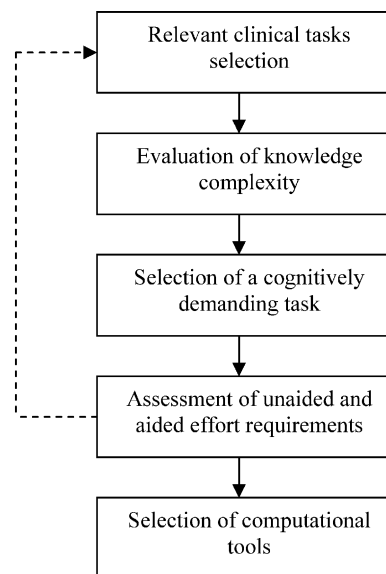 Relevant clinical tasks
selection
Evaluation of knowledge
complexity
Selection of a cognitively
demanding task
Assessment of unaided and
aided effort requirements
Selection of computational
tools